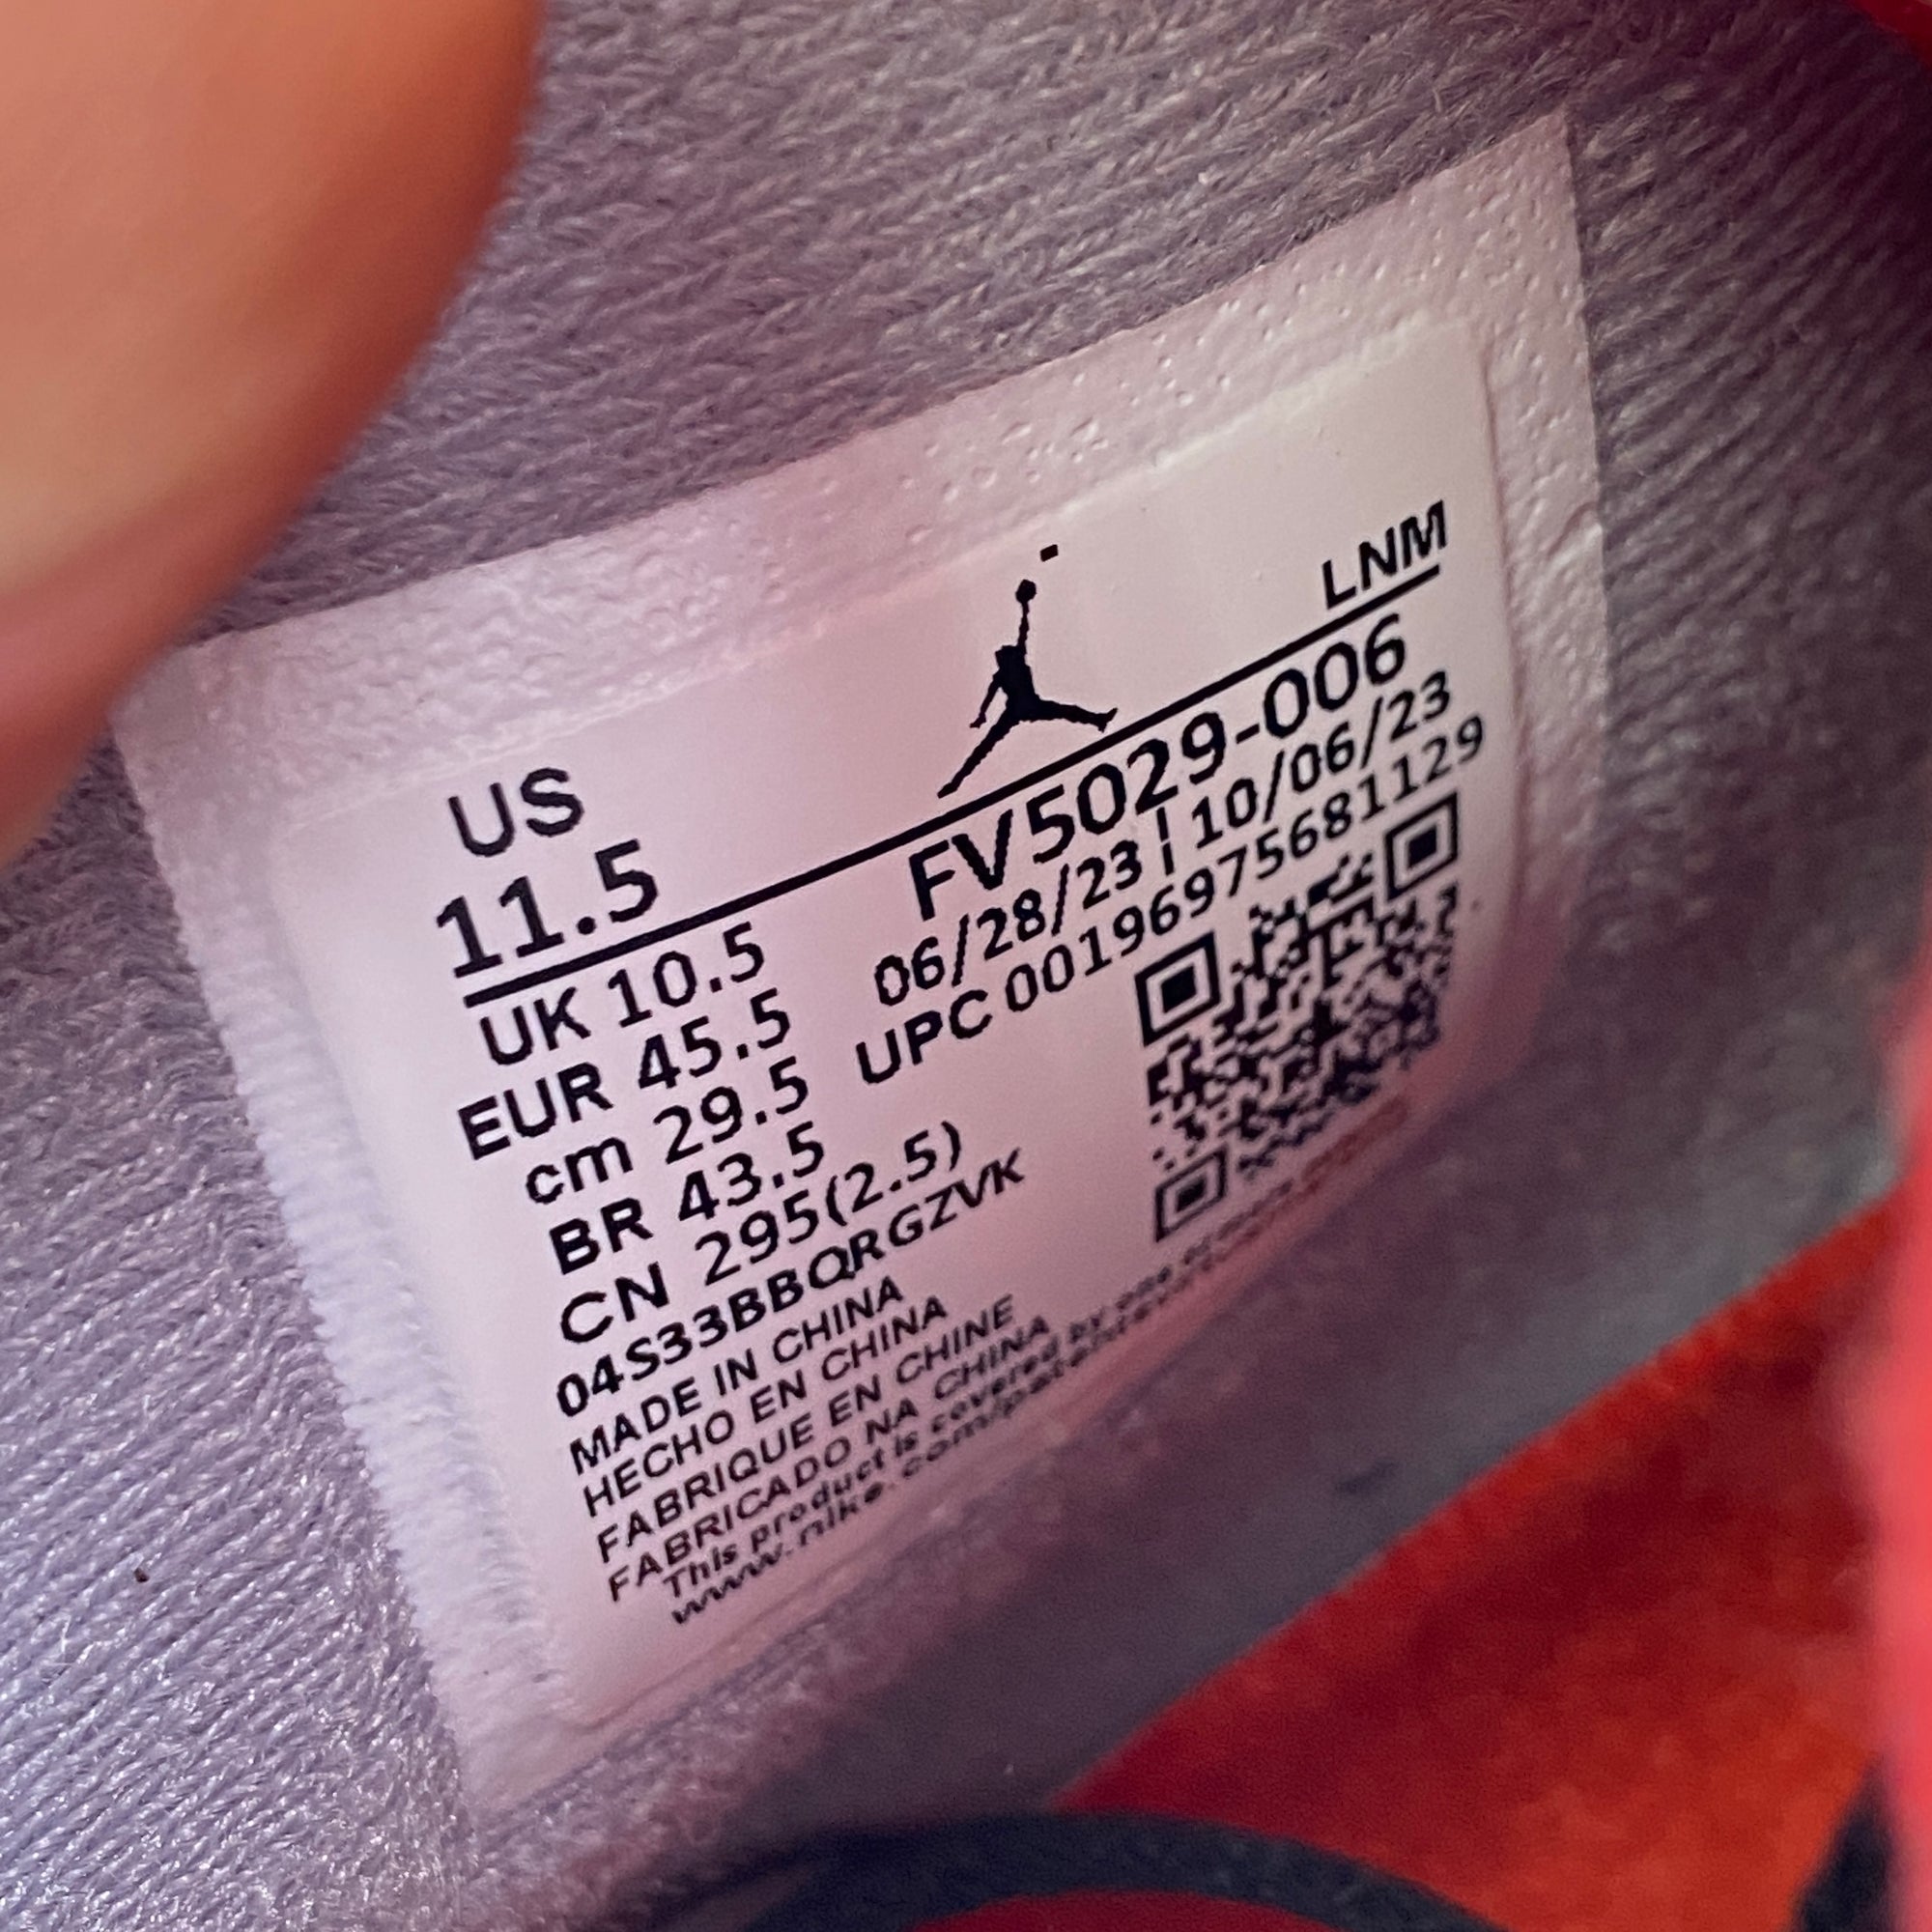 LNM
US
11.5
FV5029-006
06/28/23 | 10/06/23
UPC 00196975681129
UK 10.5
EUR 45.5
cm 29.5
BR 43.5
CN 295(2.5)
04S33BBQRGZVK
MADE IN CHINA
HECHO EN CHINA
FABRIQUE EN CHINE
FABRICADO NA CHINA
This product is covered by one or more
www.nike.com/patents